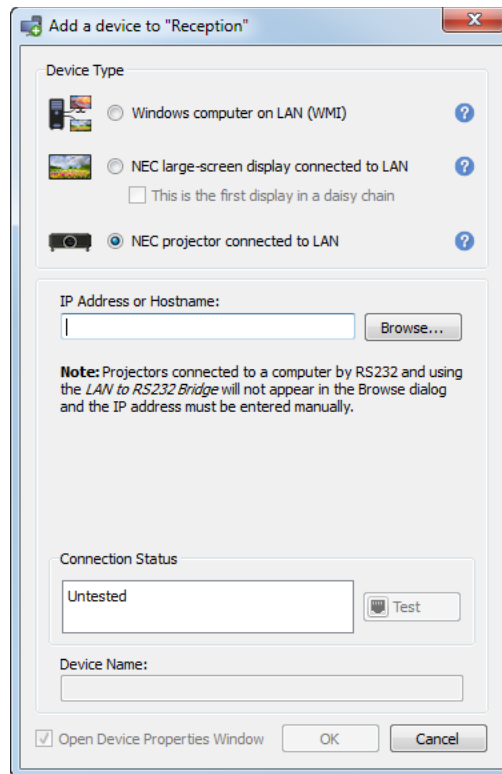 Add a device to "Reception"
Device Type
Windows computer on LAN (WMI)
NEC large-screen display connected to LAN
This is the first display in a daisy chain
NEC projector connected to LAN
IP Address or Hostname:
Browse...
Note: Projectors connected to a computer by RS232 and using
the LAN to RS232 Bridge will not appear in the Browse dialog
and the IP address must be entered manually.
Connection Status
Untested
Test
Device Name:
Open Device Properties Window
OK
Cancel